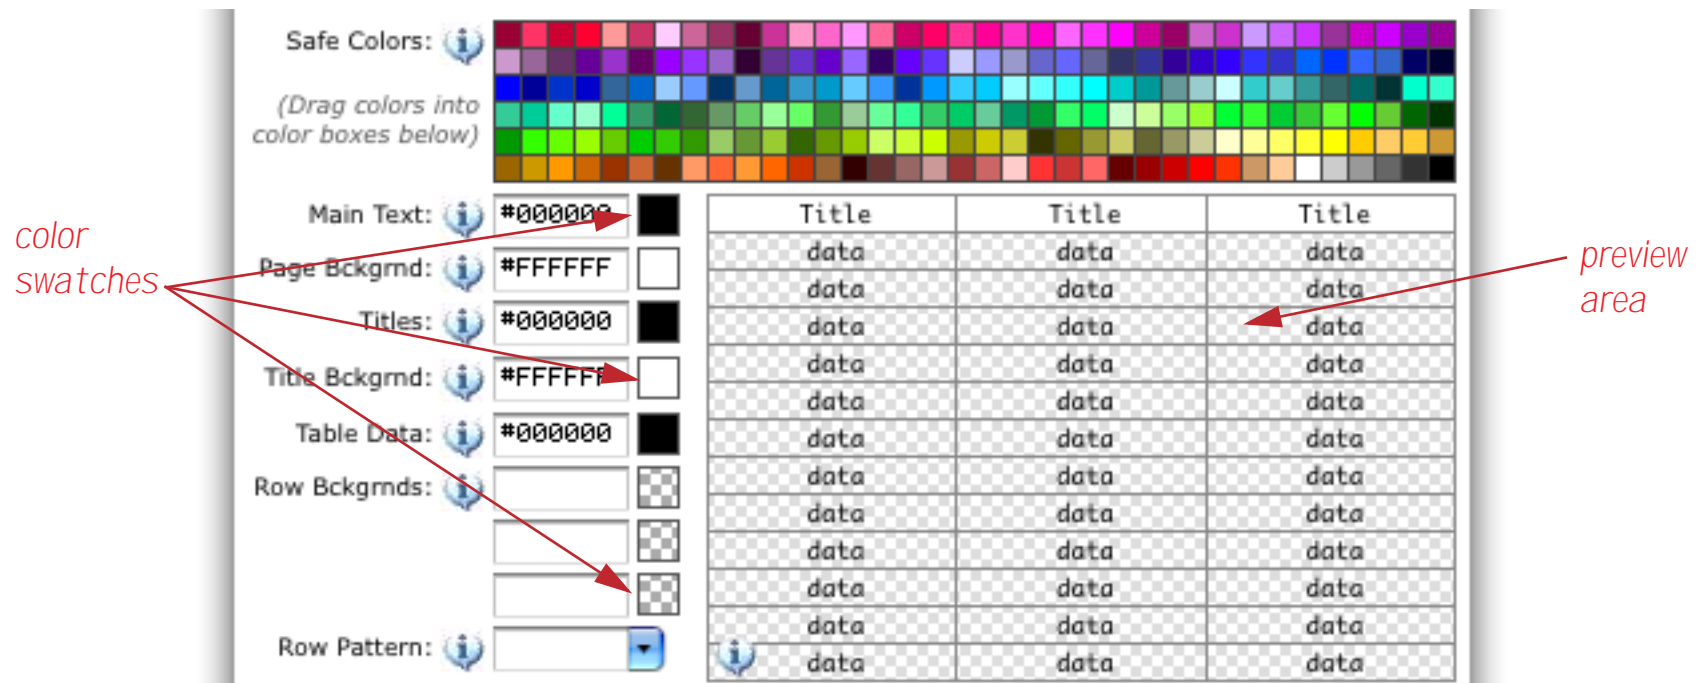 Safe Colors:
(Drag colors into
color boxes below)
color
swatches
Main Text: #000000
Page Bckgrnd: #FFFFFF
Titles: #000000
Title Bckgrnd: #FFFFFF
Table Data: #000000
Row Bckgrnds:
Row Pattern:
Title Title Title
data data data
data data data
data data data
data data data
data data data
data data data
data data data
data data data
data data data
data data data
data data data
data data data
preview
area